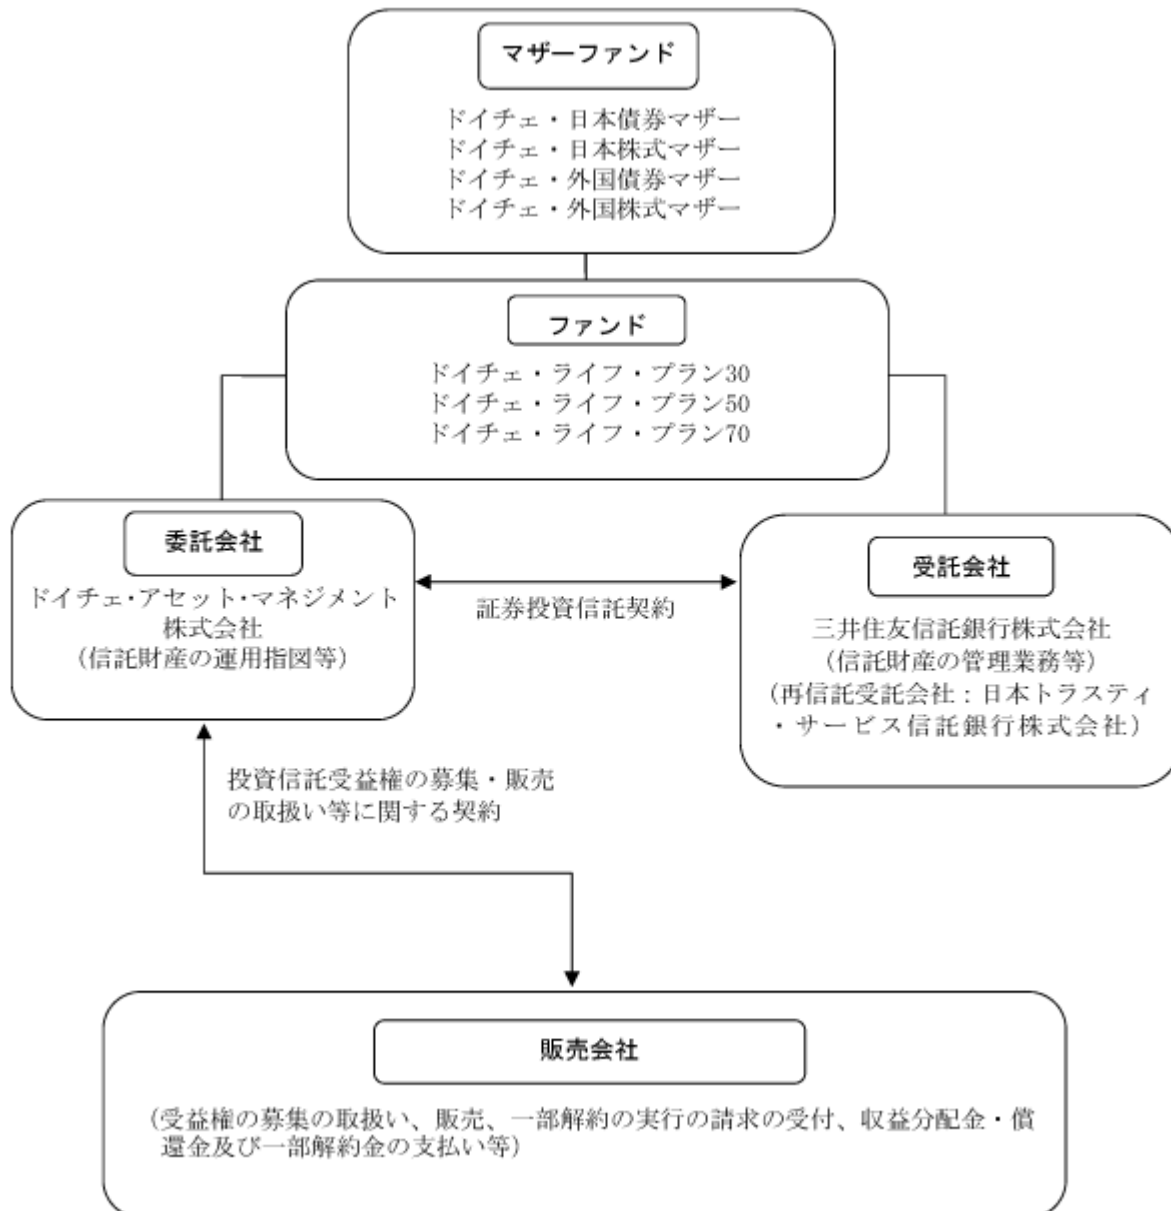 マザーファンド
ドイチェ・日本債券マザー
ドイチェ・日本株式マザー
ドイチェ・外国債券マザー
ドイチェ・外国株式マザー
ファンド
ドイチェ・ライフ・プラン30
ドイチェ・ライフ・プラン50
ドイチェ・ライフ・プラン70
委託会社
ドイチェ・アセット・マネジメント
株式会社
（信託財産の運用指図等）
証券投資信託契約
受託会社
三井住友信託銀行株式会社
（信託財産の管理業務等）
（再信託受託会社：日本トラスティ
・サービス信託銀行株式会社）
投資信託受益権の募集・販売
の取扱い等に関する契約
販売会社
（受益権の募集の取扱い、販売、一部解約の実行の請求の受付、収益分配金・償
還金及び一部解約金の支払い等）